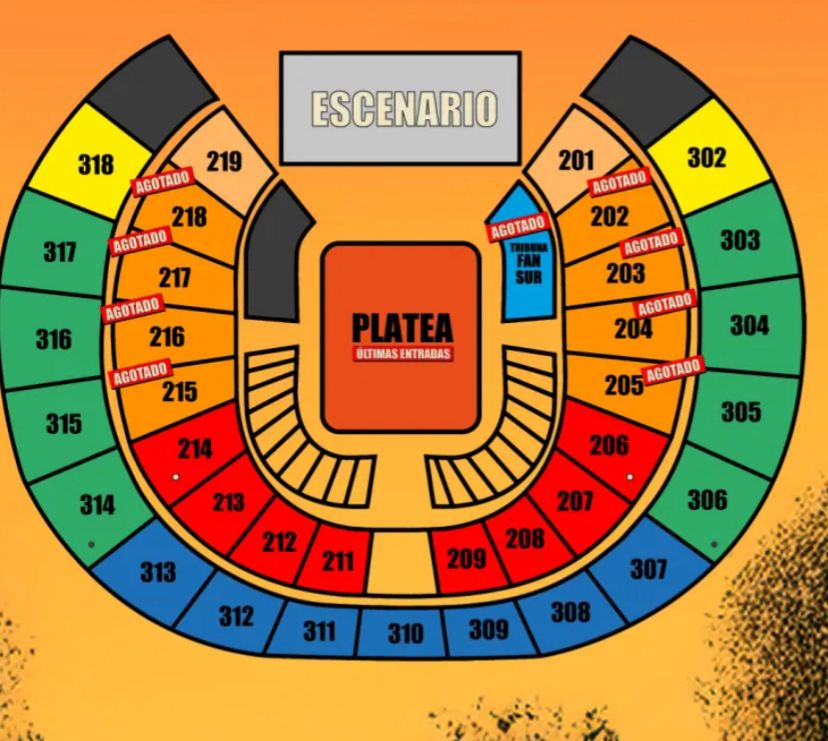 ESCENARIO
318
219
201
302
AGOTADO
AGOTADO
218
202
AGOTADO
317
AGOTADO
AGOTADO
303
217
TRIBUNA
FAN
SUR
203
AGOTADO
AGOTADO
316
216
PLATEA
ÚLTIMAS ENTRADAS
204
304
AGOTADO
AGOTADO
215
205
315
305
214
206
314
213
207
306
212
211
209
208
313
307
312
311
310
309
308